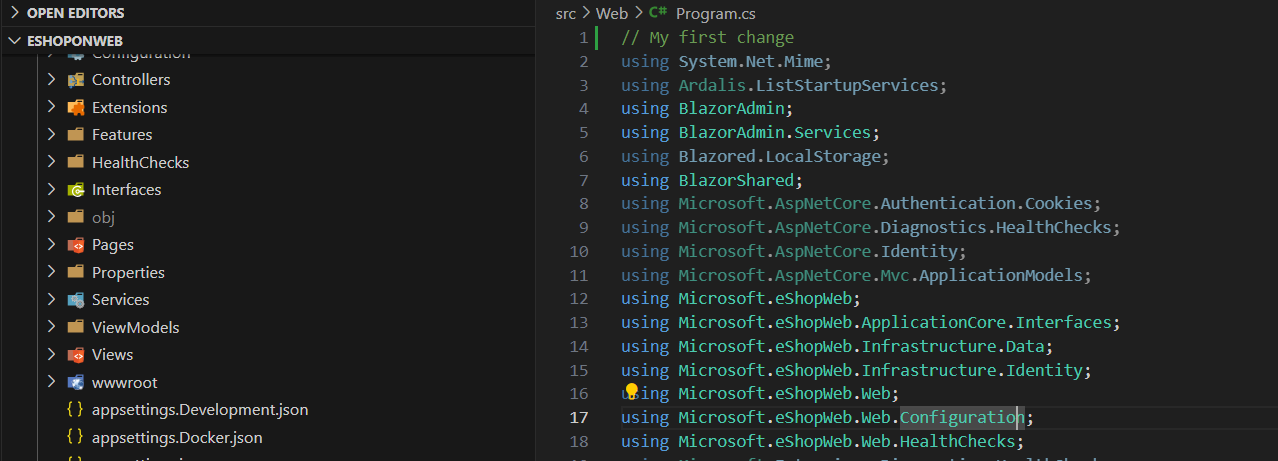 OPEN EDITORS
ESHOPONWEB
Configuration
Controllers
Extensions
Features
HealthChecks
Interfaces
obj
Pages
Properties
Services
ViewModels
Views
wwwroot
{ } appsettings.Development.json
{ } appsettings.Docker.json
src > Web > C# Program.cs
1 // My first change
2 using System.Net.Mime;
3 using Ardalis.ListStartupServices;
4 using BlazorAdmin;
5 using BlazorAdmin.Services;
6 using Blazored.LocalStorage;
7 using BlazorShared;
8 using Microsoft.AspNetCore.Authentication.Cookies;
9 using Microsoft.AspNetCore.Diagnostics.HealthChecks;
10 using Microsoft.AspNetCore.Identity;
11 using Microsoft.AspNetCore.Mvc.ApplicationModels;
12 using Microsoft.eShopWeb;
13 using Microsoft.eShopWeb.ApplicationCore.Interfaces;
14 using Microsoft.eShopWeb.Infrastructure.Data;
15 using Microsoft.eShopWeb.Infrastructure.Identity;
16 using Microsoft.eShopWeb.Web;
17 using Microsoft.eShopWeb.Web.Configuration;
18 using Microsoft.eShopWeb.Web.HealthChecks;